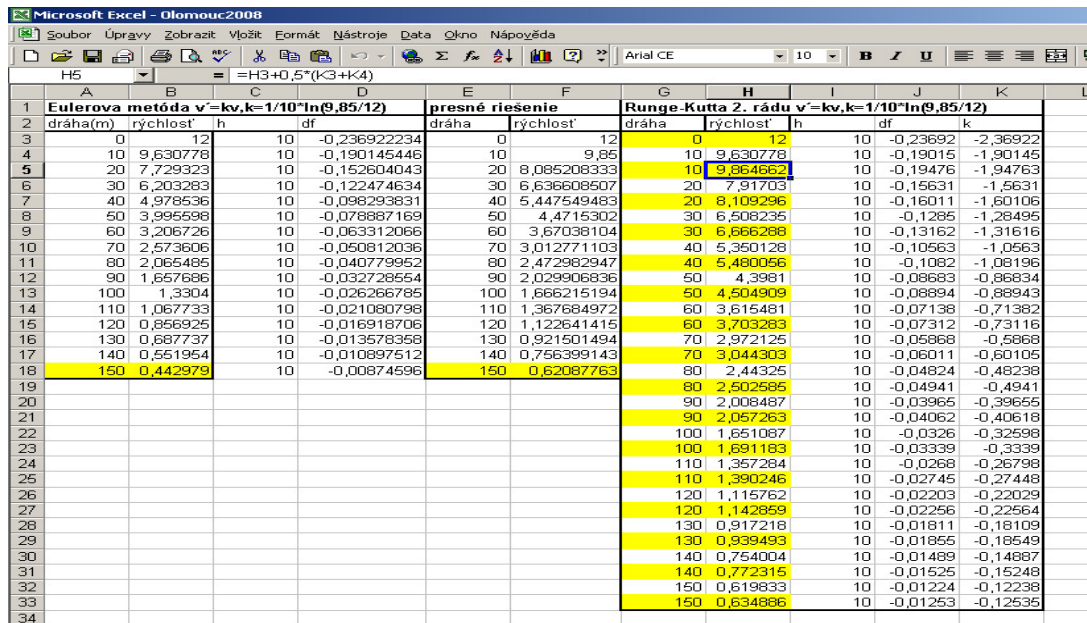 Microsoft Excel - Olomouc2008
Soubor Úpravy Zobrazit Vložit Formát Nástroje Data Okno Nápověda
Arial CE 10 B I U
H5 = =H3+0,5*(K3+K4)
A B C D E F G H I J K L
1 Eulerova metóda v´=kv,k=1/10*ln(9,85/12) presné riešenie Runge-Kutta 2. rádu v´=kv,k=1/10*ln(9,85/12)
2 dráha(m) rýchlosť h df dráha rýchlosť dráha rýchlosť h df k
3 0 12 10 -0,236922234 0 12 0 12 10 -0,23692 -2,36922
4 10 9,630778 10 -0,190145446 10 9,85 10 9,630778 10 -0,19015 -1,90145
5 20 7,729323 10 -0,152604043 20 8,085208333 10 9,864662 10 -0,19476 -1,94763
6 30 6,203283 10 -0,122474634 30 6,636608507 20 7,91703 10 -0,15631 -1,5631
7 40 4,978536 10 -0,098293831 40 5,447549483 20 8,109296 10 -0,16011 -1,60106
8 50 3,995598 10 -0,078887169 50 4,4715302 30 6,508235 10 -0,1285 -1,28495
9 60 3,206726 10 -0,063312066 60 3,67038104 30 6,666288 10 -0,13162 -1,31616
10 70 2,573606 10 -0,050812036 70 3,012771103 40 5,350128 10 -0,10563 -1,0563
11 80 2,065485 10 -0,040779952 80 2,472982947 40 5,480056 10 -0,1082 -1,08196
12 90 1,657686 10 -0,032728554 90 2,029906836 50 4,3981 10 -0,08683 -0,86834
13 100 1,3304 10 -0,026266785 100 1,666215194 50 4,504909 10 -0,08894 -0,88943
14 110 1,067733 10 -0,021080798 110 1,367684972 60 3,615481 10 -0,07138 -0,71382
15 120 0,856925 10 -0,016918706 120 1,122641415 60 3,703283 10 -0,07312 -0,73116
16 130 0,687737 10 -0,013578358 130 0,921501494 70 2,972125 10 -0,05868 -0,5868
17 140 0,551954 10 -0,010897512 140 0,756399143 70 3,044303 10 -0,06011 -0,60105
18 150 0,442979 10 -0,00874596 150 0,62087763 80 2,44325 10 -0,04824 -0,48238
19 80 2,502585 10 -0,04941 -0,4941
20 90 2,008487 10 -0,03965 -0,39655
21 90 2,057263 10 -0,04062 -0,40618
22 100 1,651087 10 -0,0326 -0,32598
23 100 1,691183 10 -0,03339 -0,3339
24 110 1,357284 10 -0,0268 -0,26798
25 110 1,390246 10 -0,02745 -0,27448
26 120 1,115762 10 -0,02203 -0,22029
27 120 1,142859 10 -0,02256 -0,22564
28 130 0,917218 10 -0,01811 -0,18109
29 130 0,939493 10 -0,01855 -0,18549
30 140 0,754004 10 -0,01489 -0,14887
31 140 0,772315 10 -0,01525 -0,15248
32 150 0,619833 10 -0,01224 -0,12238
33 150 0,634886 10 -0,01253 -0,12535
34